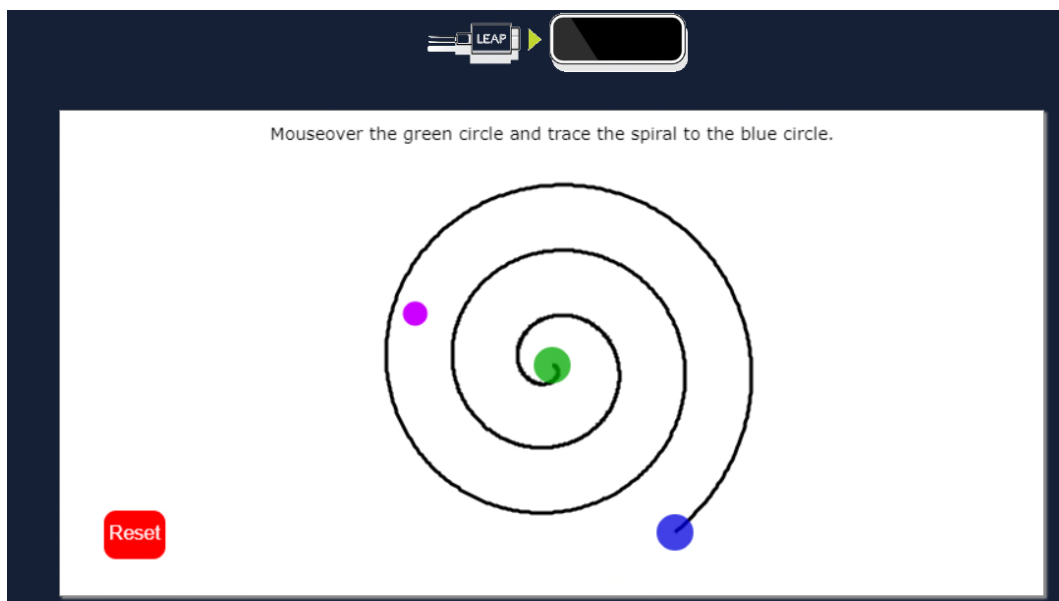 LEAP
Mouseover the green circle and trace the spiral to the blue circle.
Reset